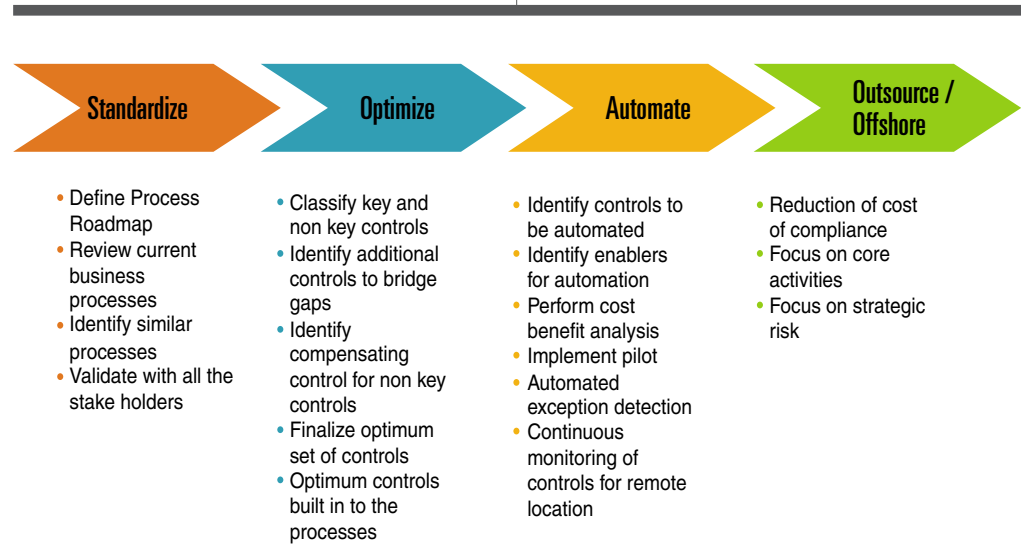 Standardize
• Define Process
Roadmap
• Review current
business
processes
• Identify similar
processes
• Validate with all the
stake holders
Optimize
• Classify key and
non key controls
• Identify additional
controls to bridge
gaps
• Identify
compensating
control for non key
controls
• Finalize optimum
set of controls
• Optimum controls
built in to the
processes
Automate
• Identify controls to
be automated
• Identify enablers
for automation
• Perform cost
benefit analysis
• Implement pilot
• Automated
exception detection
• Continuous
monitoring of
controls for remote
location
Outsource /
Offshore
• Reduction of cost
of compliance
• Focus on core
activities
• Focus on strategic
risk